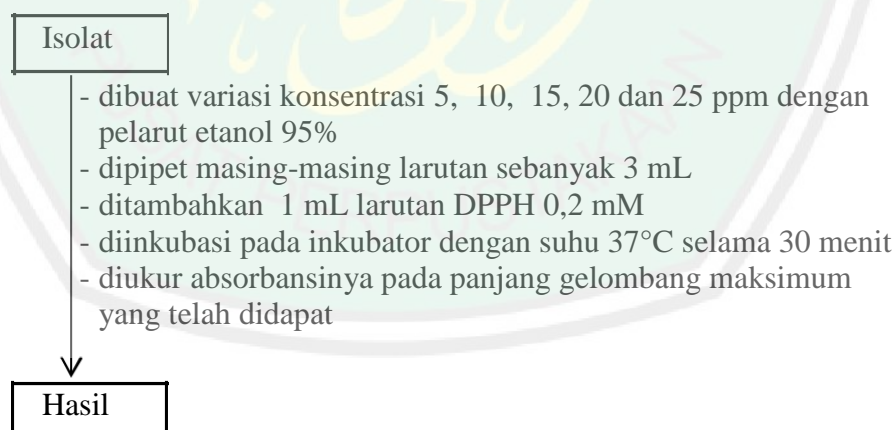 Isolat
- dibuat variasi konsentrasi 5, 10, 15, 20 dan 25 ppm dengan
pelarut etanol 95%
- dipipet masing-masing larutan sebanyak 3 mL
- ditambahkan 1 mL larutan DPPH 0,2 mM
- diinkubasi pada inkubator dengan suhu 37°C selama 30 menit
- diukur absorbansinya pada panjang gelombang maksimum
yang telah didapat
Hasil